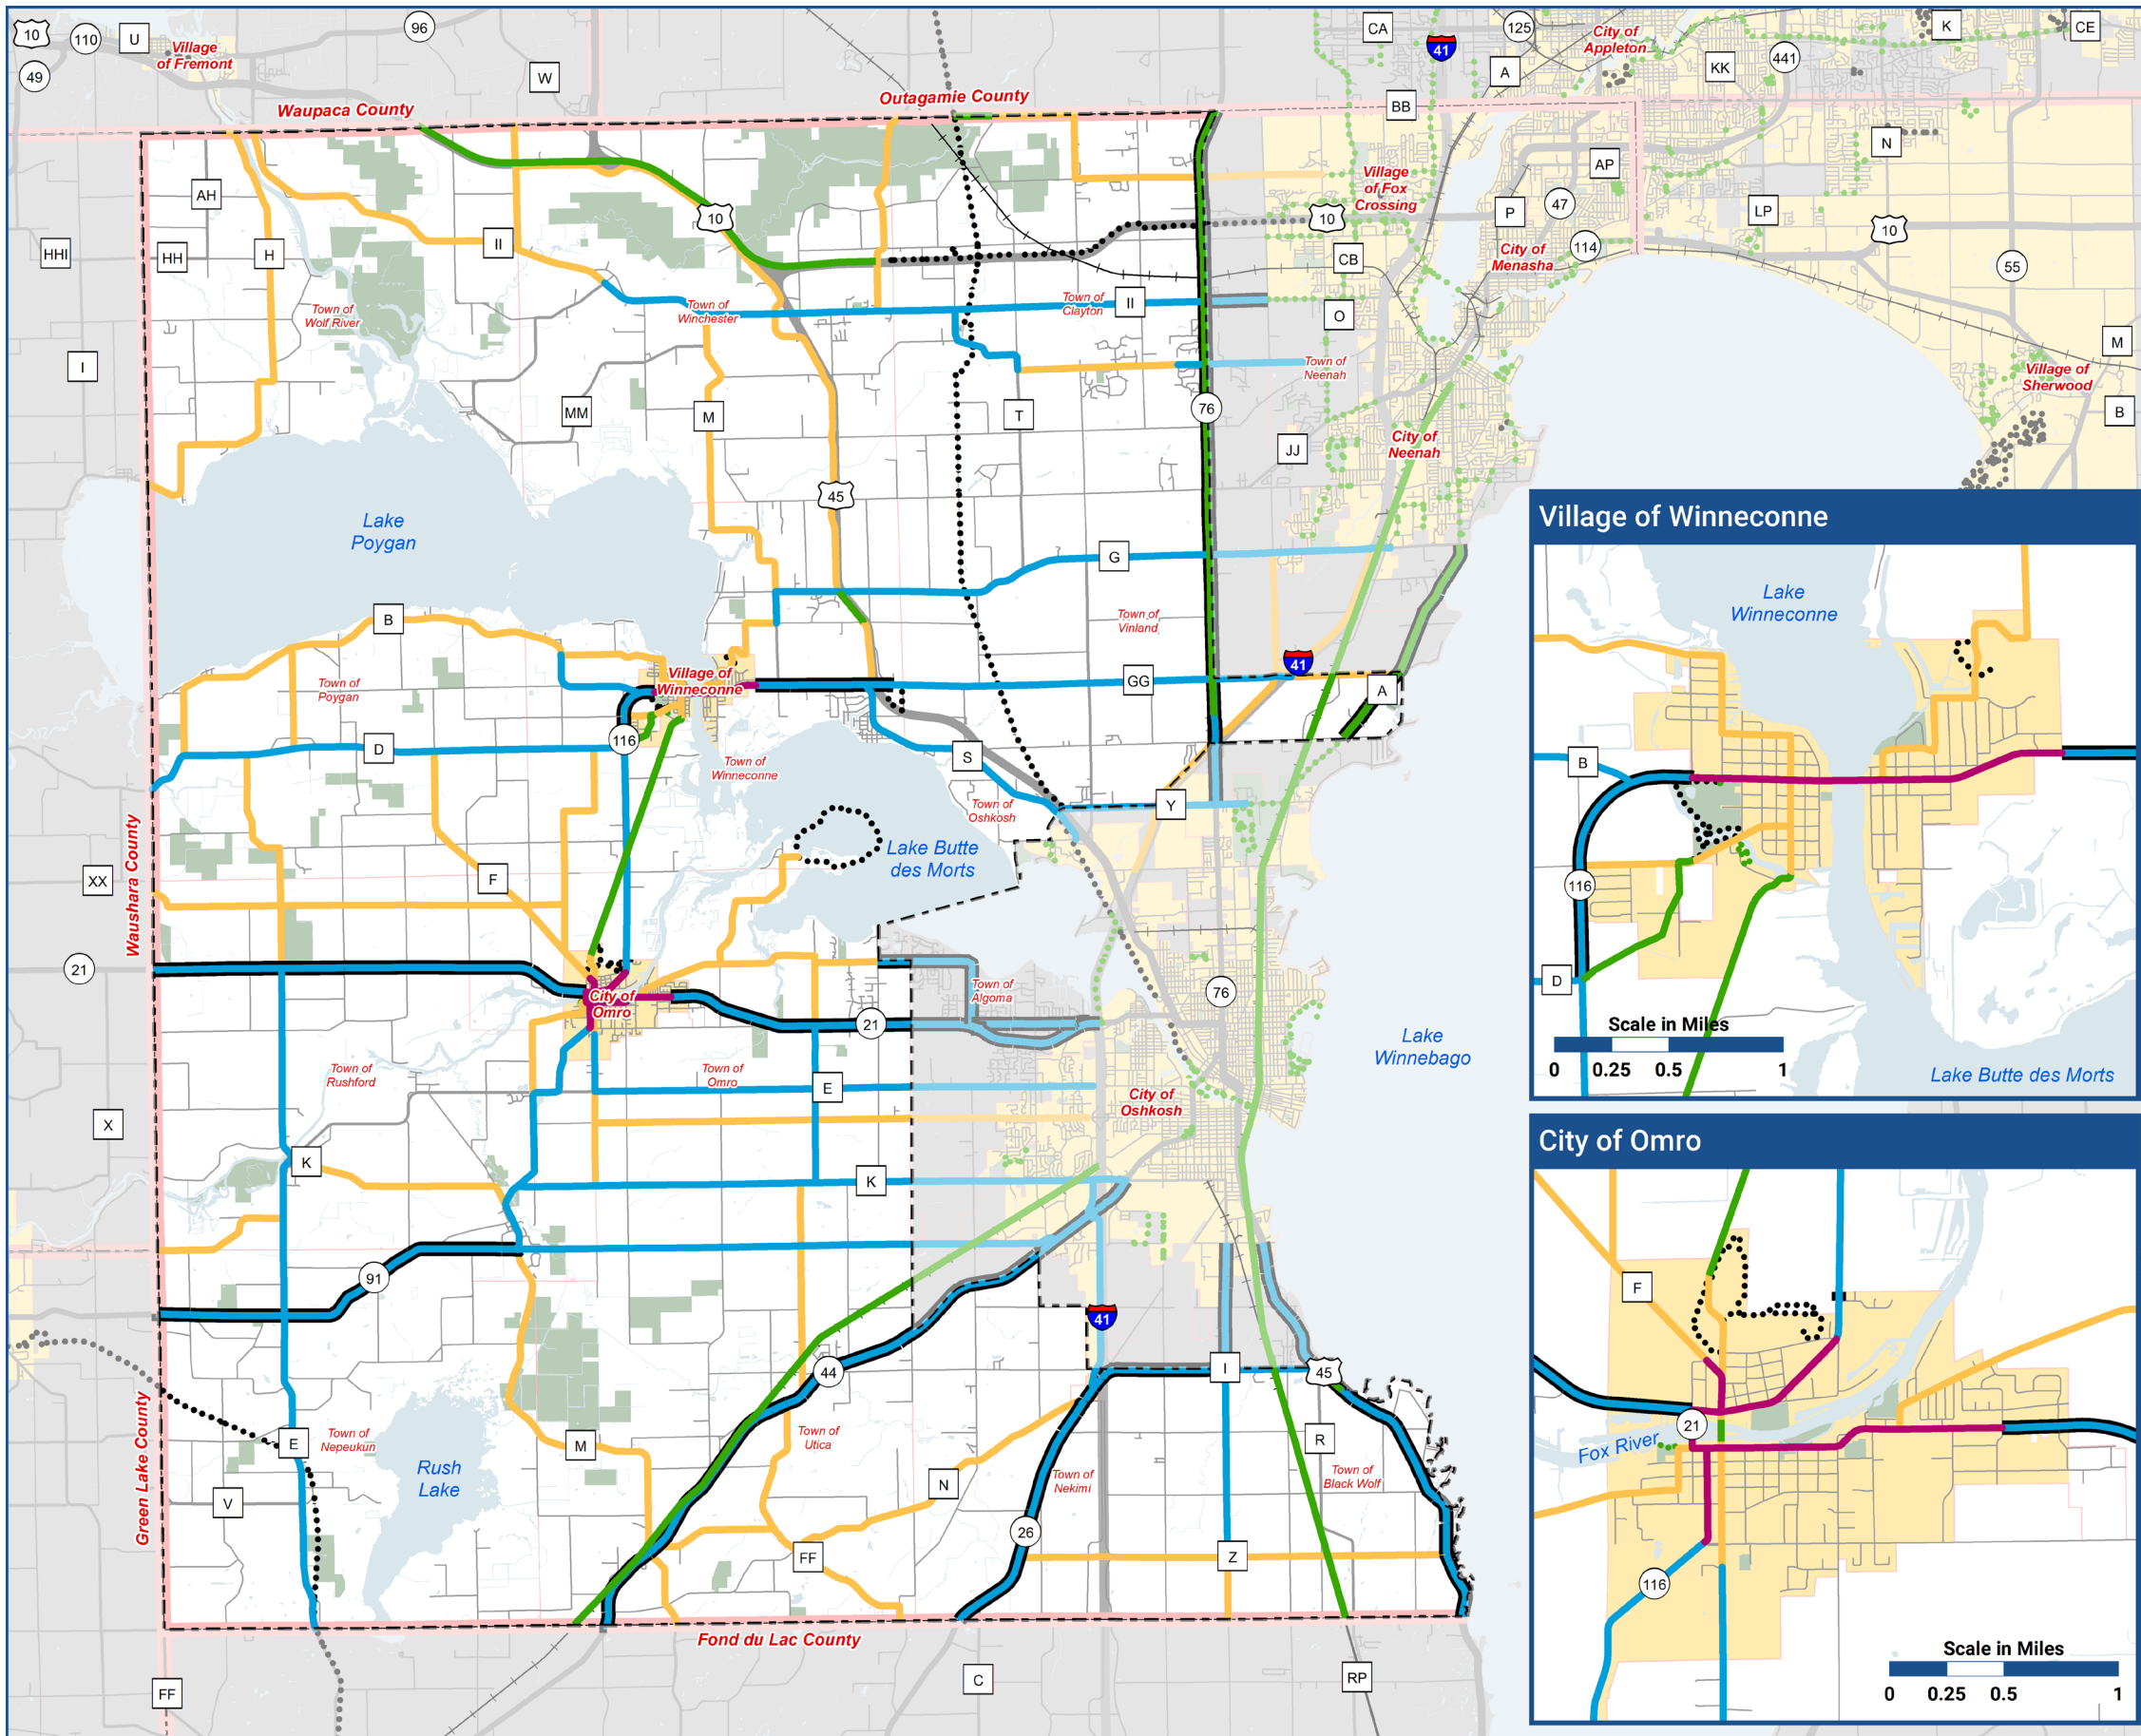 10
110
U
Village
of Fremont
49
96
W
Waupaca County
Outagamie County
CA
41
125
City of
Appleton
A
KK
441
K
CE
BB
AP
N
AH
Village
of Fox
Crossing
47
P
LP
10
10
10
HHI
HH
H
II
CB
City of
Menasha
114
55
Town of
Wolf River
Town of
Winchester
Town of
Clayton
II
O
Town of
Neenah
M
I
Village of
Sherwood
MM
M
T
76
B
JJ
City of
Neenah
45
Lake
Poygan
G
B
Town of
Vinland
41
Town of
Poygan
Village of
Winneconne
GG
A
116
D
Town of
Winneconne
S
Town of
Oshkosh
Y
Waushara County
XX
F
Lake Butte
des Morts
21
City of
Omro
Town of
Algoma
76
21
Lake
Winnebago
Town of
Rushford
Town of
Omro
E
City of
Oshkosh
X
K
K
91
41
44
I
45
Green Lake County
E
Town of
Nepeukun
M
Town of
Utica
R
V
Rush
Lake
N
Town of
Nekimi
Town of
Black Wolf
26
FF
Z
Fond du Lac County
FF
C
RP
Village of Winneconne
Lake
Winneconne
B
116
D
Scale in Miles
0 0.25 0.5 1
Lake Butte des Morts
City of Omro
F
21
Fox River
116
Scale in Miles
0 0.25 0.5 1